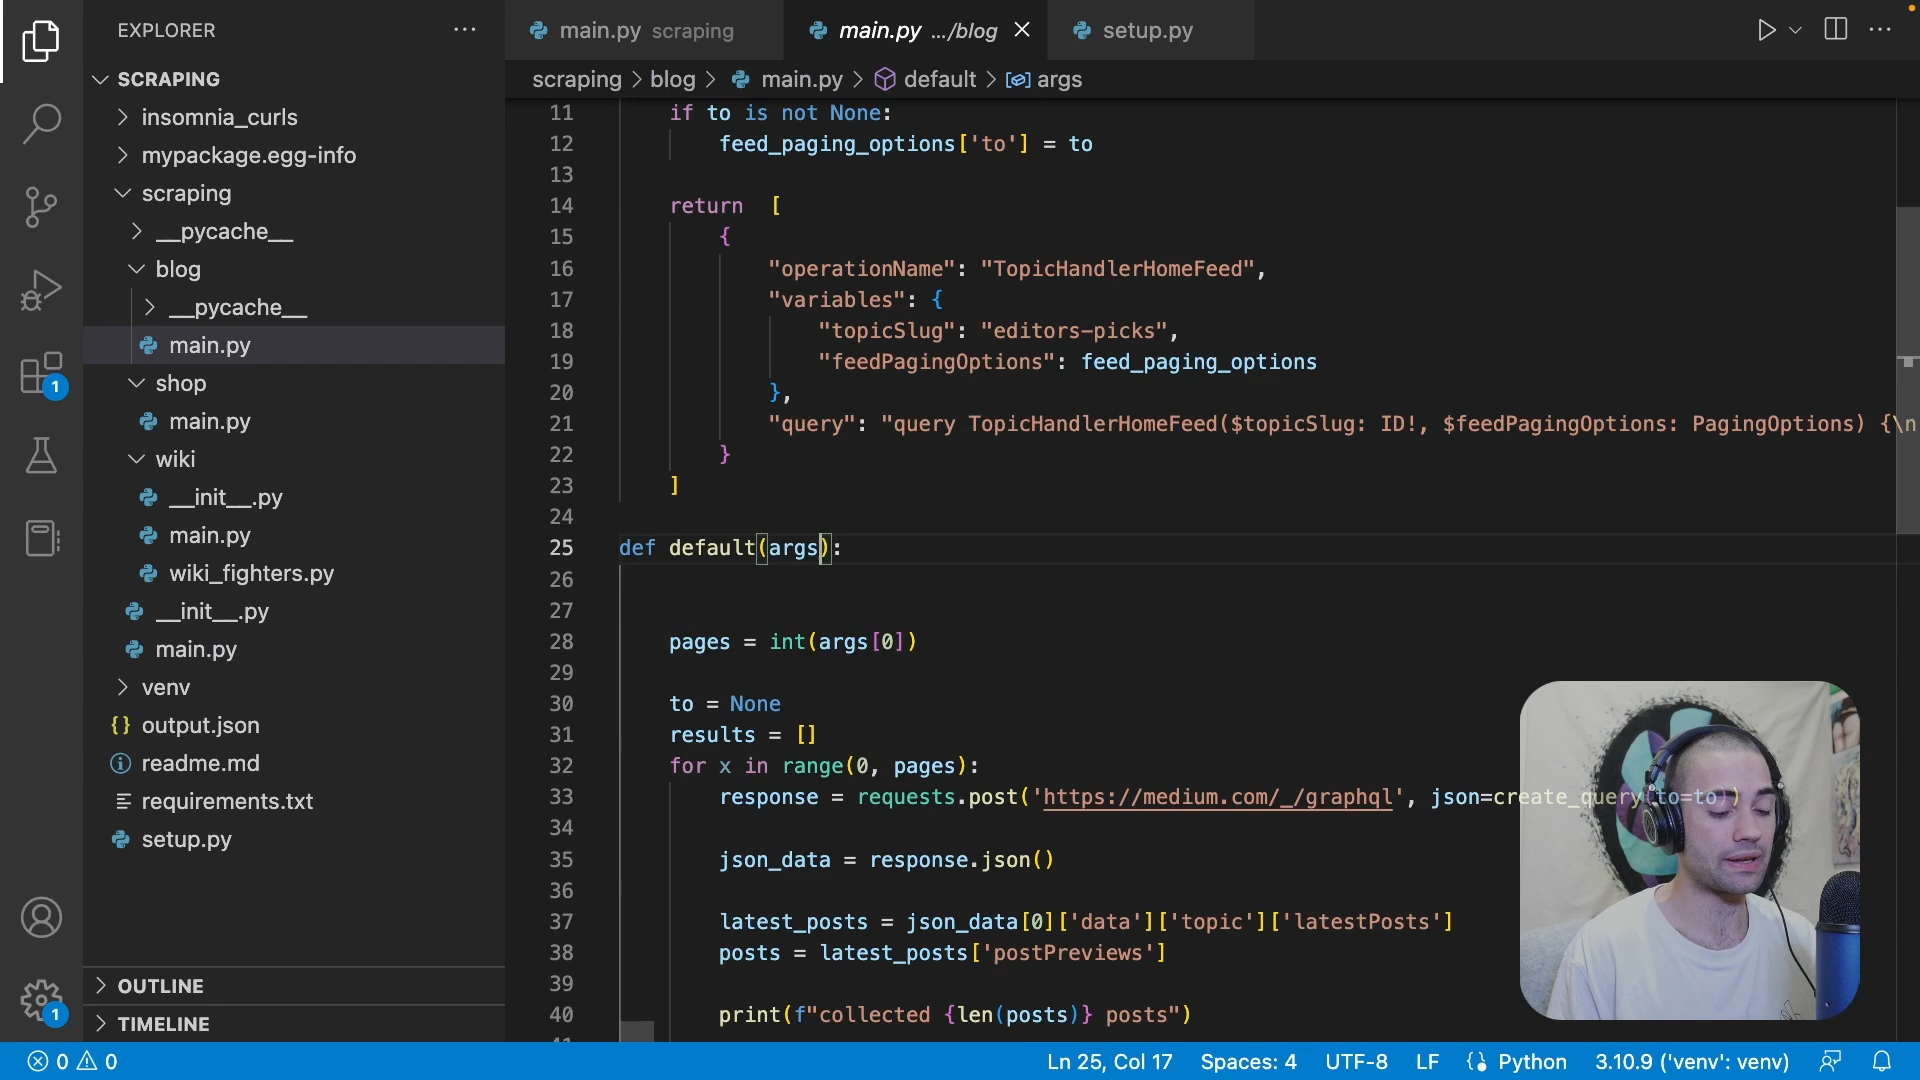 EXPLORER
SCRAPING
insomnia_curls
mypackage.egg-info
scraping
__pycache__
blog
__pycache__
main.py
shop
main.py
wiki
__init__.py
main.py
wiki_fighters.py
__init__.py
main.py
venv
{} output.json
readme.md
requirements.txt
setup.py
OUTLINE
TIMELINE
1
1
main.py scraping
main.py .../blog
setup.py
scraping > blog > main.py > default > args
11 if to is not None:
12 feed_paging_options['to'] = to
13
14 return [
15 {
16 "operationName": "TopicHandlerHomeFeed",
17 "variables": {
18 "topicSlug": "editors-picks",
19 "feedPagingOptions": feed_paging_options
20 },
21 "query": "query TopicHandlerHomeFeed($topicSlug: ID!, $feedPagingOptions: PagingOptions) {\n
22 }
23 ]
24
25 def default(args):
26
27
28 pages = int(args[0])
29
30 to = None
31 results = []
32 for x in range(0, pages):
33 response = requests.post('https://medium.com/_/graphql', json=create_query(to=to))
34
35 json_data = response.json()
36
37 latest_posts = json_data[0]['data']['topic']['latestPosts']
38 posts = latest_posts['postPreviews']
39
40 print(f"collected {len(posts)} posts")
0 0
Ln 25, Col 17 Spaces: 4 UTF-8 LF Python 3.10.9 ('venv': venv)